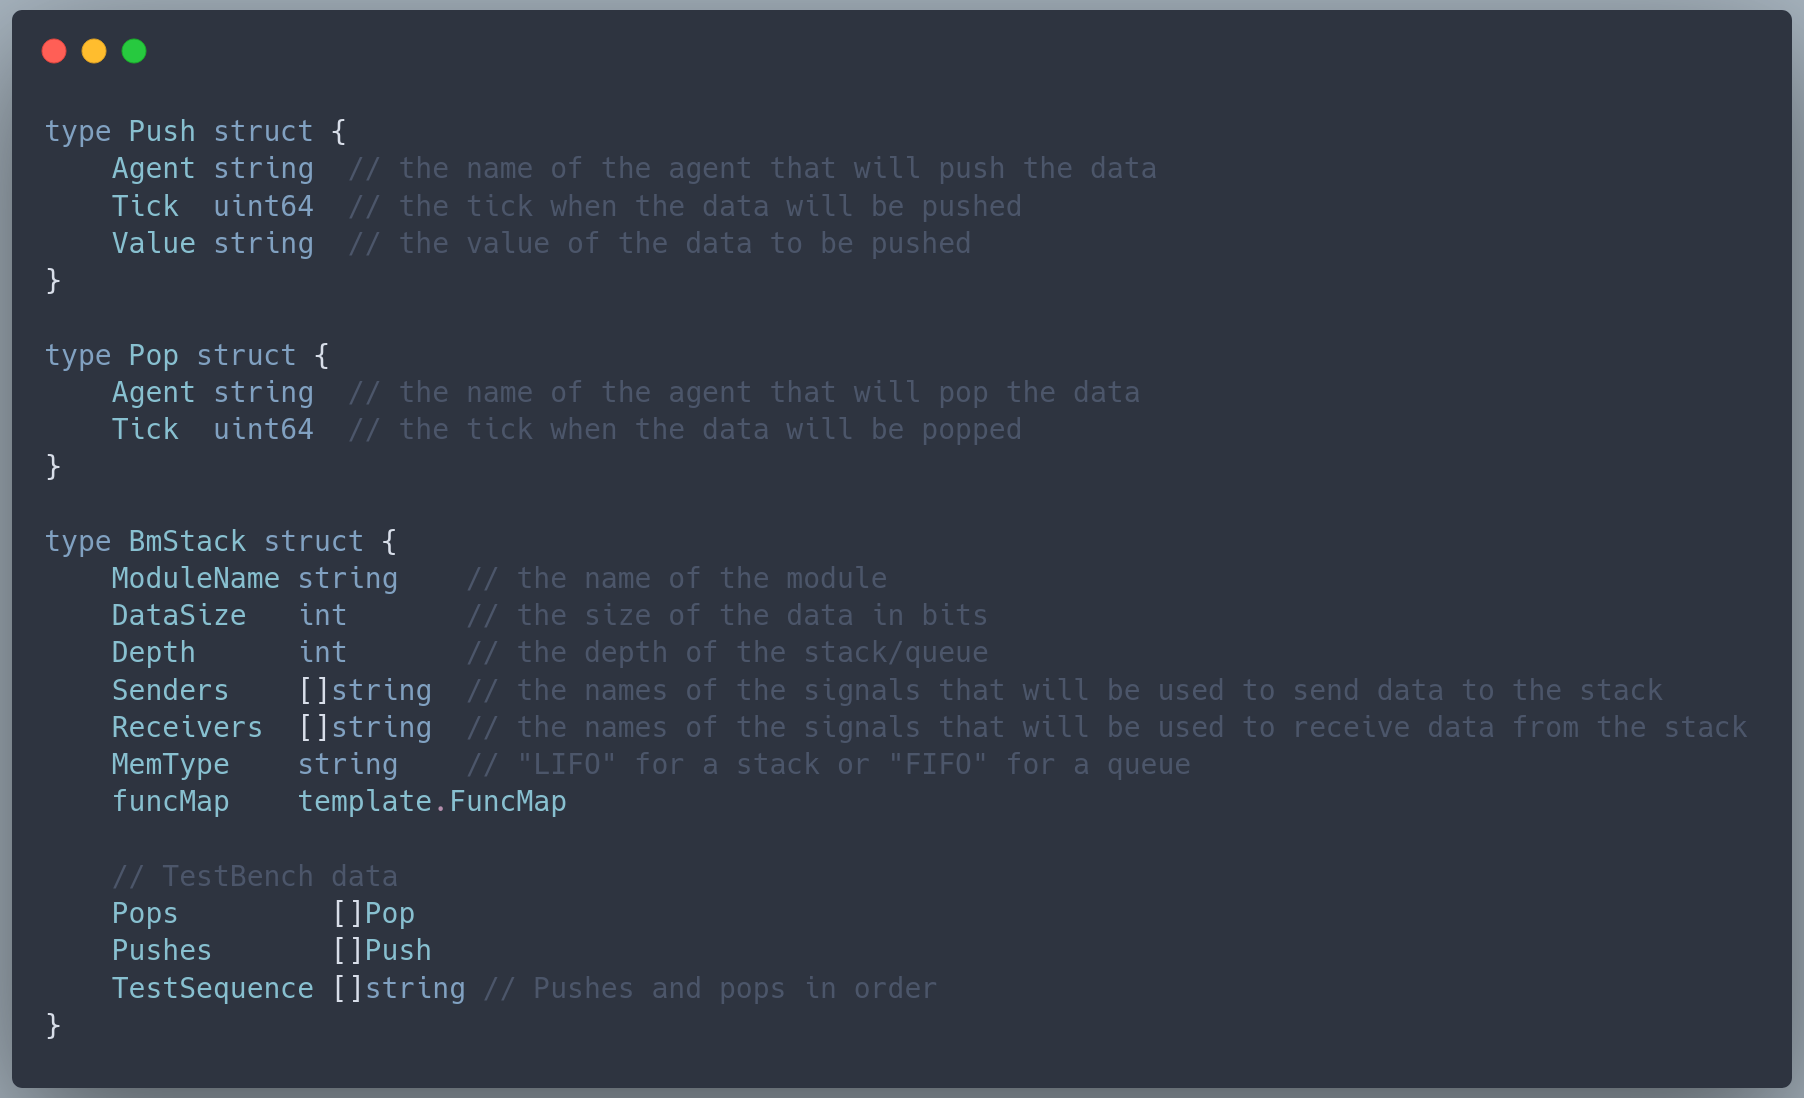 type Push struct {
    Agent string  // the name of the agent that will push the data
    Tick  uint64  // the tick when the data will be pushed
    Value string  // the value of the data to be pushed
}

type Pop struct {
    Agent string  // the name of the agent that will pop the data
    Tick  uint64  // the tick when the data will be popped
}

type BmStack struct {
    ModuleName string    // the name of the module
    DataSize   int       // the size of the data in bits
    Depth      int       // the depth of the stack/queue
    Senders    []string  // the names of the signals that will be used to send data to the stack
    Receivers  []string  // the names of the signals that will be used to receive data from the stack
    MemType    string    // "LIFO" for a stack or "FIFO" for a queue
    funcMap    template.FuncMap

    // TestBench data
    Pops         []Pop
    Pushes       []Push
    TestSequence []string // Pushes and pops in order
}